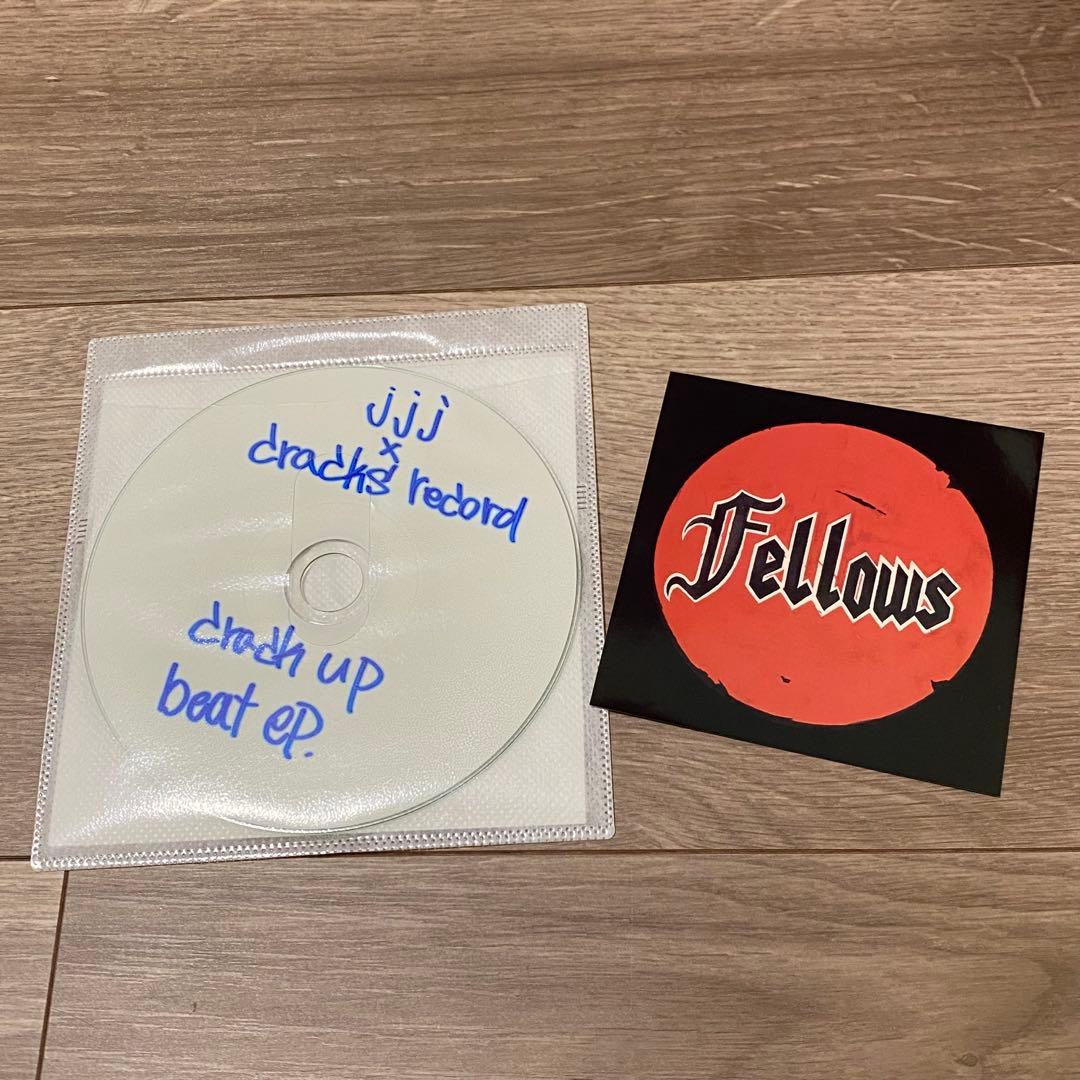 jjj
x
cracks record
crack up
beat ep.
Fellows